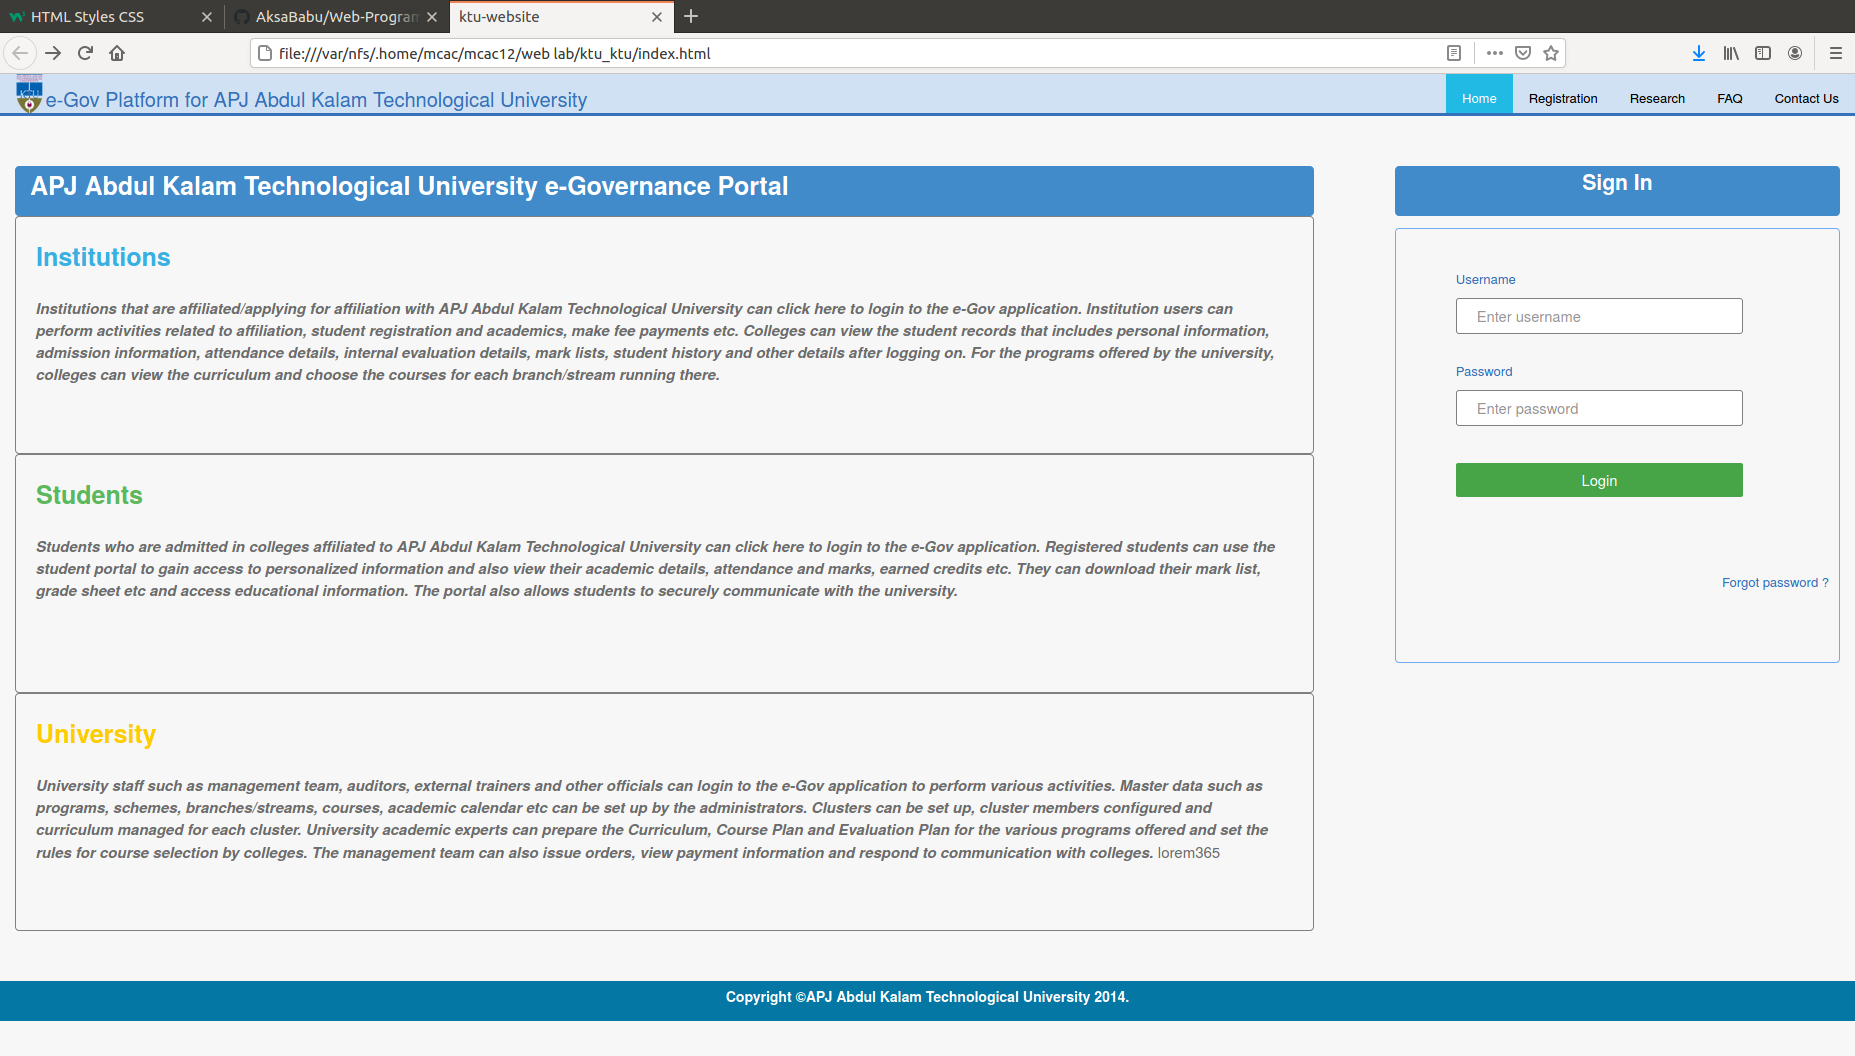 HTML Styles CSS
AksaBabu/Web-Program
ktu-website
file:///var/nfs/.home/mcac/mcac12/web lab/ktu_ktu/index.html
e-Gov Platform for APJ Abdul Kalam Technological University
Home Registration Research FAQ Contact Us
APJ Abdul Kalam Technological University e-Governance Portal
Institutions
Institutions that are affiliated/applying for affiliation with APJ Abdul Kalam Technological University can click here to login to the e-Gov application. Institution users can
perform activities related to affiliation, student registration and academics, make fee payments etc. Colleges can view the student records that includes personal information,
admission information, attendance details, internal evaluation details, mark lists, student history and other details after logging on. For the programs offered by the university,
colleges can view the curriculum and choose the courses for each branch/stream running there.
Students
Students who are admitted in colleges affiliated to APJ Abdul Kalam Technological University can click here to login to the e-Gov application. Registered students can use the
student portal to gain access to personalized information and also view their academic details, attendance and marks, earned credits etc. They can download their mark list,
grade sheet etc and access educational information. The portal also allows students to securely communicate with the university.
University
University staff such as management team, auditors, external trainers and other officials can login to the e-Gov application to perform various activities. Master data such as
programs, schemes, branches/streams, courses, academic calendar etc can be set up by the administrators. Clusters can be set up, cluster members configured and
curriculum managed for each cluster. University academic experts can prepare the Curriculum, Course Plan and Evaluation Plan for the various programs offered and set the
rules for course selection by colleges. The management team can also issue orders, view payment information and respond to communication with colleges. lorem365
Sign In
Username
Enter username
Password
Enter password
Login
Forgot password ?
Copyright ©APJ Abdul Kalam Technological University 2014.